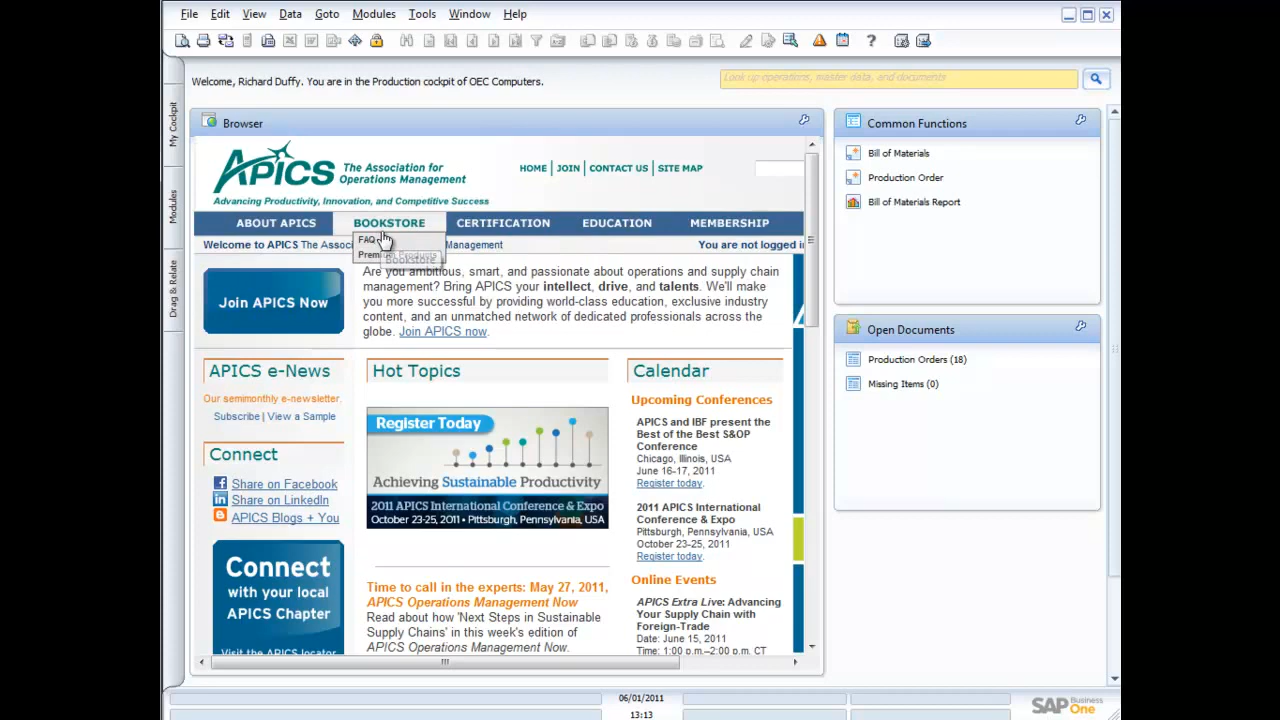 File Edit View Data Goto Modules Tools Window Help
Welcome, Richard Duffy. You are in the Production cockpit of OEC Computers.
Look up operations, master data, and documents
My Cockpit
Modules
Drag & Relate
Browser
APICS The Association for
Operations Management
Advancing Productivity, Innovation, and Competitive Success
HOME | JOIN | CONTACT US | SITE MAP
ABOUT APICS BOOKSTORE CERTIFICATION EDUCATION MEMBERSHIP
FAQ
Bookstore
Welcome to APICS The Management
You are not logged
Join APICS Now
Are you ambitious, smart, and passionate about operations and supply chain
management? Bring APICS your intellect, drive, and talents. We'll make
you more successful by providing world-class education, exclusive industry
content, and an unmatched network of dedicated professionals across the
globe. Join APICS now.
APICS e-News
Our semimonthly e-newsletter.
Subscribe | View a Sample
Connect
Share on Facebook
Share on LinkedIn
APICS Blogs + You
Connect
with your local
APICS Chapter
Visit the APICS locator
Hot Topics
Register Today
Achieving Sustainable Productivity
2011 APICS International Conference & Expo
October 23-25, 2011 • Pittsburgh, Pennsylvania, USA
Time to call in the experts: May 27, 2011,
APICS Operations Management Now
Read about how 'Next Steps in Sustainable
Supply Chains' in this week's edition of
APICS Operations Management Now.
Calendar
Upcoming Conferences
APICS and IBF present the
Best of the Best S&OP
Conference
Chicago, Illinois, USA
June 16-17, 2011
Register today.
2011 APICS International
Conference & Expo
Pittsburgh, Pennsylvania, USA
October 23-25, 2011
Register today.
Online Events
APICS Extra Live: Advancing
Your Supply Chain with
Foreign-Trade
Date: June 15, 2011
Time: 1:00 p.m.–2:00 p.m. CT
Common Functions
Bill of Materials
Production Order
Bill of Materials Report
Open Documents
Production Orders (18)
Missing Items (0)
06/01/2011
13:13
SAP Business One